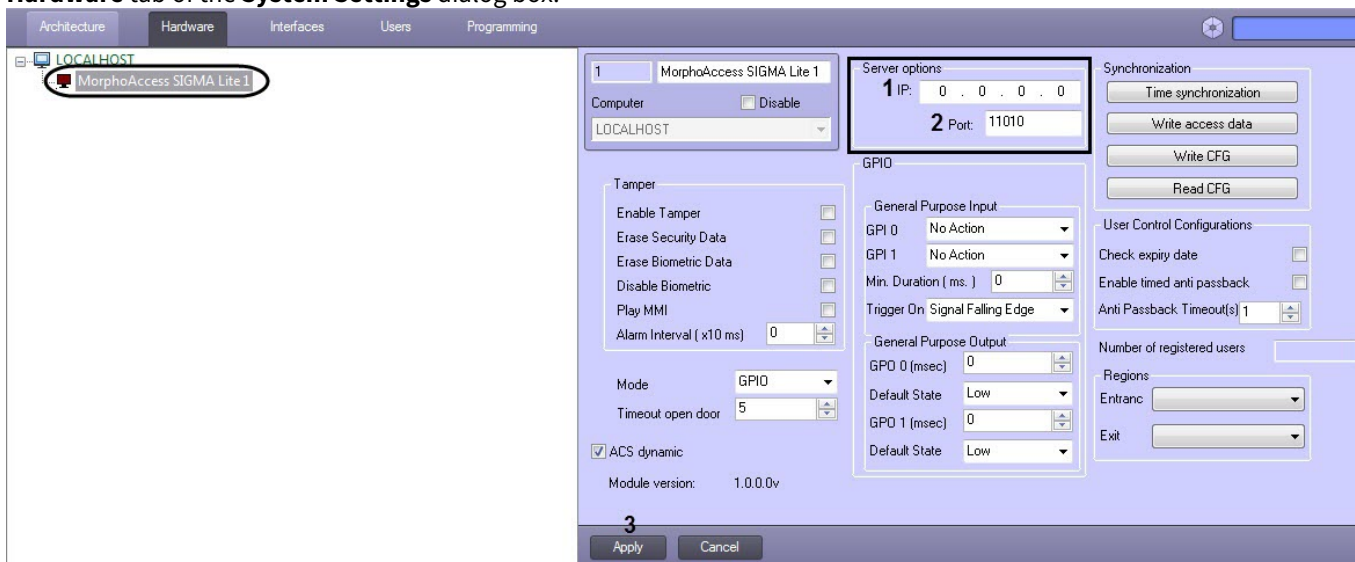 Hardware tab of the System Settings dialog box.
Architecture Hardware Interfaces Users Programming
LOCALHOST
MorphoAccess SIGMA Lite 1
1 MorphoAccess SIGMA Lite 1
Computer Disable
LOCALHOST
Tamper
Enable Tamper
Erase Security Data
Erase Biometric Data
Disable Biometric
Play MMI
Alarm Interval ( x10 ms) 0
Mode GPIO
Timeout open door 5
ACS dynamic
Module version: 1.0.0.0v
Server options
1 IP: 0 . 0 . 0 . 0
2 Port: 11010
GPIO
General Purpose Input
GPI 0 No Action
GPI 1 No Action
Min. Duration ( ms. ) 0
Trigger On Signal Falling Edge
General Purpose Output
GPO 0 (msec) 0
Default State Low
GPO 1 (msec) 0
Default State Low
Synchronization
Time synchronization
Write access data
Write CFG
Read CFG
User Control Configurations
Check expiry date
Enable timed anti passback
Anti Passback Timeout(s) 1
Number of registered users
Regions
Entranc
Exit
3
Apply Cancel